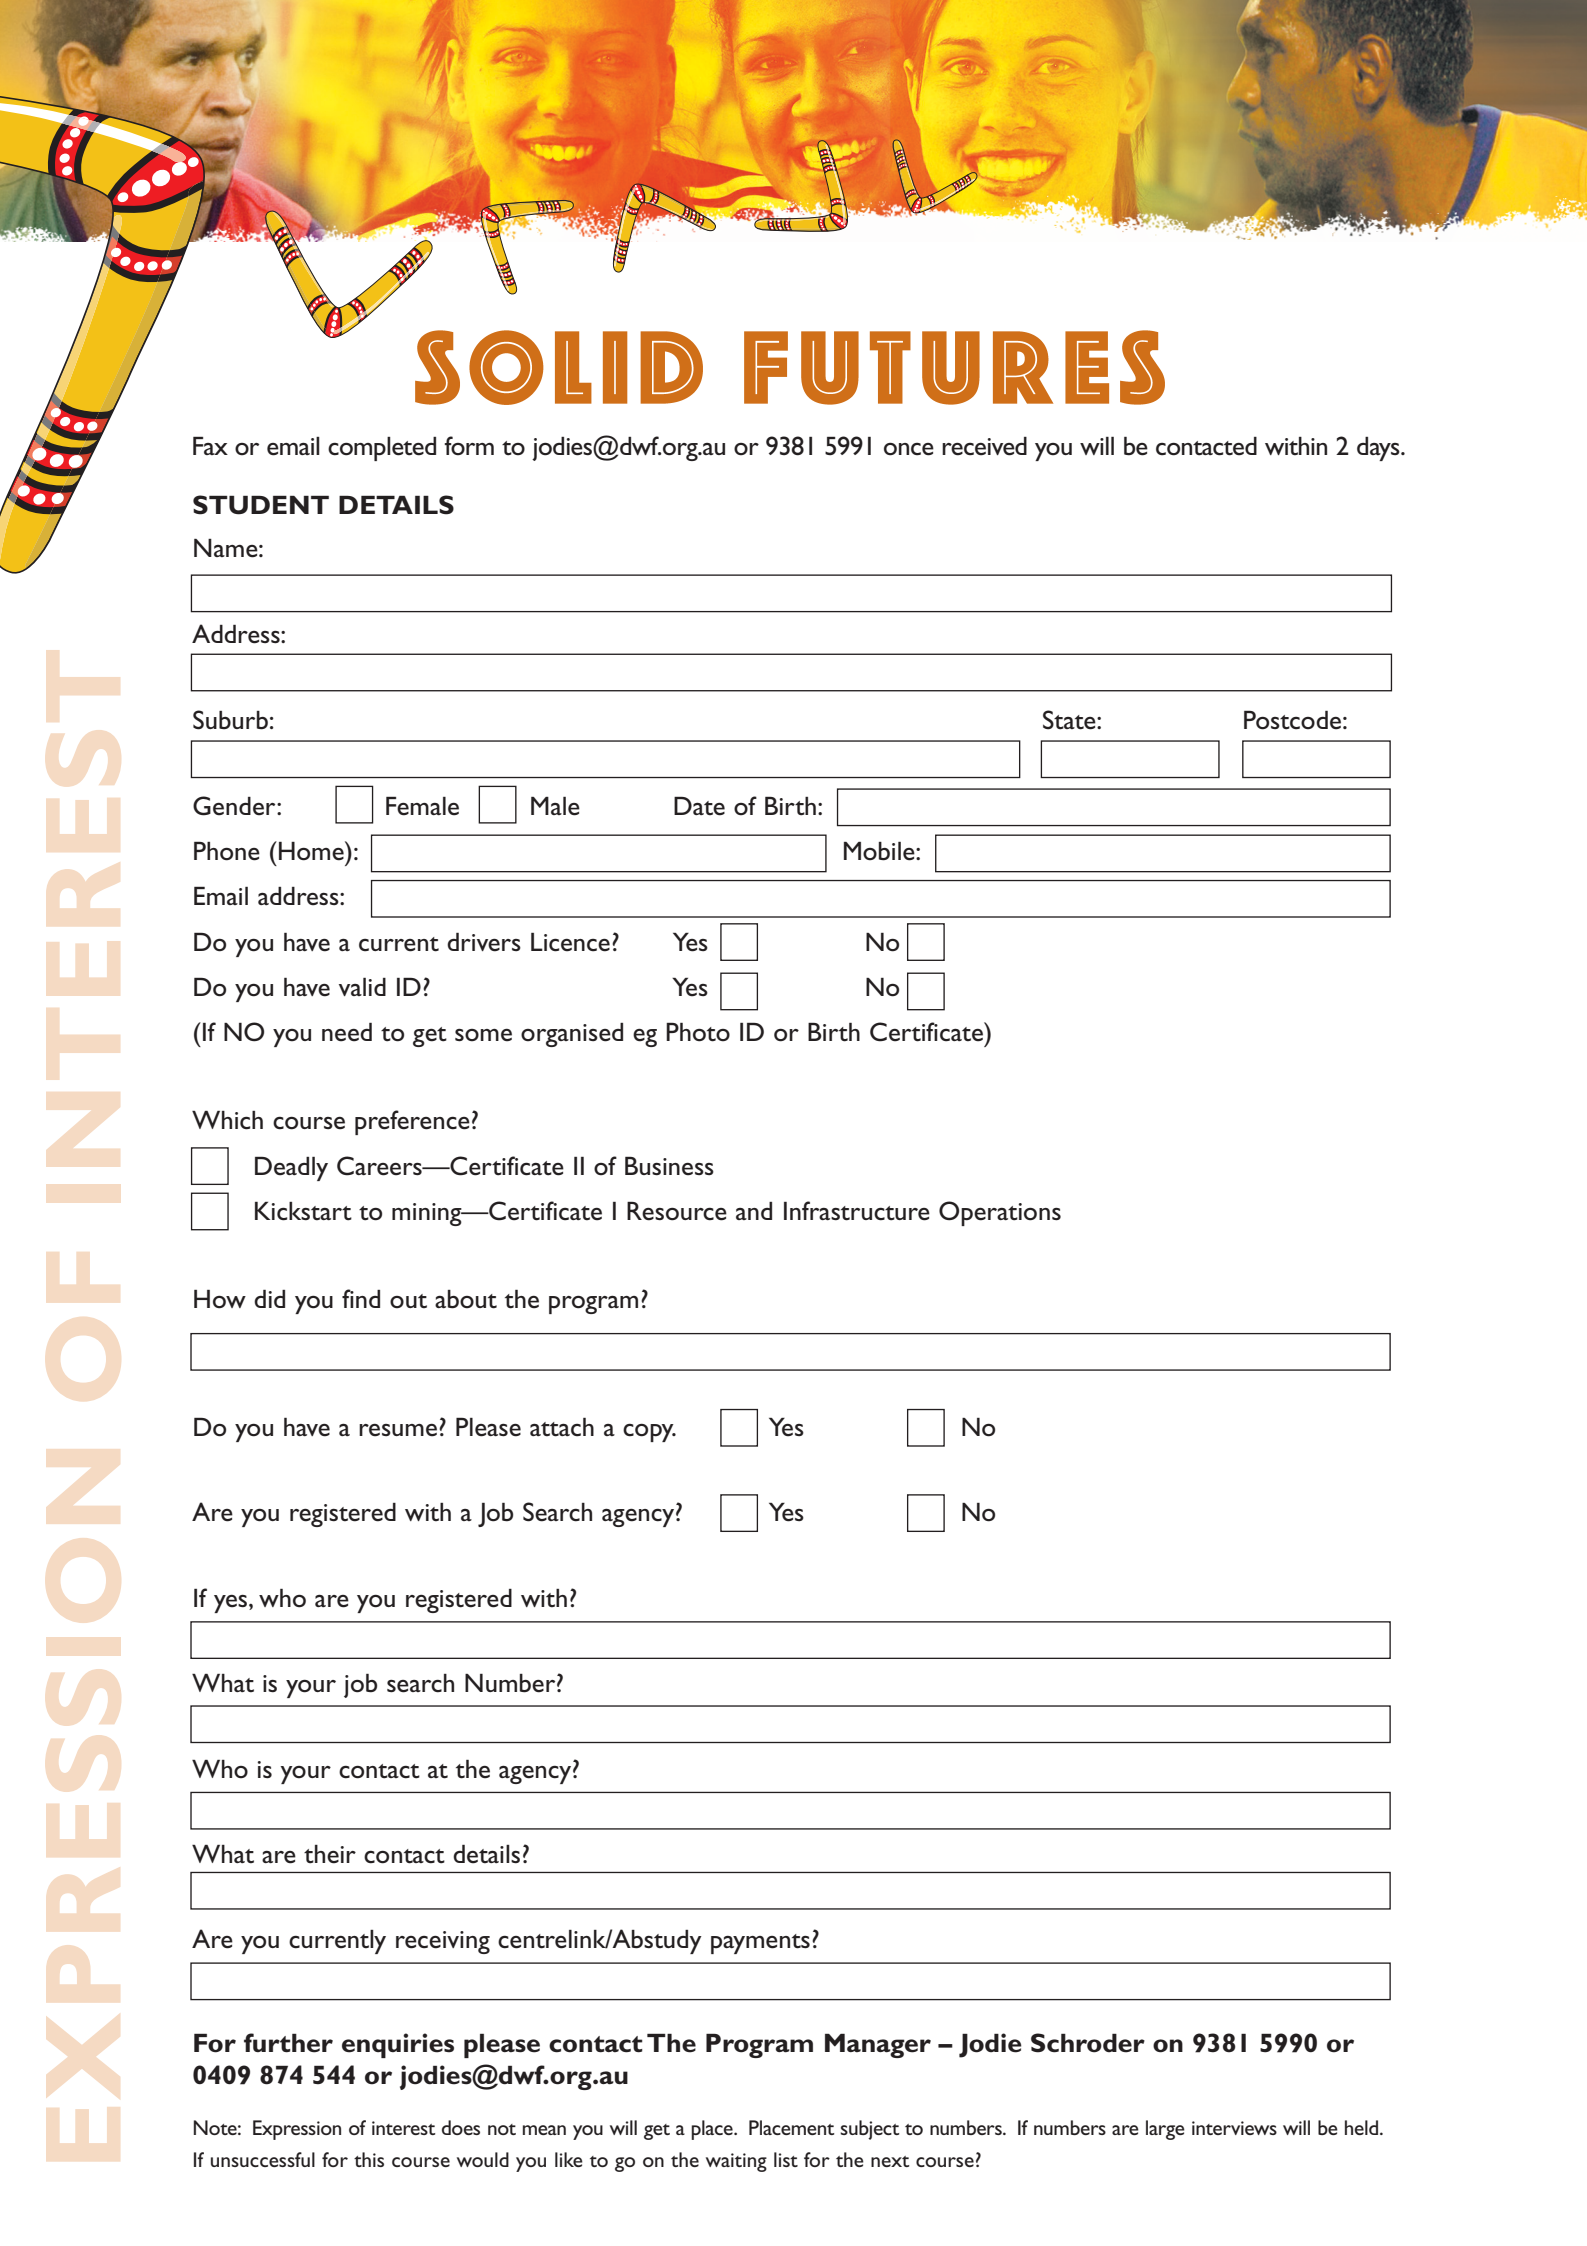 SOLID FUTURES
Fax or email completed form to jodies@dwf.org.au or 9381 5991 once received you will be contacted within 2 days.
STUDENT DETAILS
Name:
Address:
Suburb: State: Postcode:
Gender: Female Male Date of Birth:
Phone (Home): Mobile:
Email address:
Do you have a current drivers Licence? Yes No
Do you have valid ID? Yes No
(If NO you need to get some organised eg Photo ID or Birth Certificate)
Which course preference?
Deadly Careers—Certificate II of Business
Kickstart to mining—Certificate I Resource and Infrastructure Operations
How did you find out about the program?
Do you have a resume? Please attach a copy. Yes No
Are you registered with a Job Search agency? Yes No
If yes, who are you registered with?
What is your job search Number?
Who is your contact at the agency?
What are their contact details?
Are you currently receiving centrelink/Abstudy payments?
For further enquiries please contact The Program Manager – Jodie Schroder on 9381 5990 or
0409 874 544 or jodies@dwf.org.au
Note: Expression of interest does not mean you will get a place. Placement subject to numbers. If numbers are large interviews will be held.
If unsuccessful for this course would you like to go on the waiting list for the next course?
EXPRESSION OF INTEREST